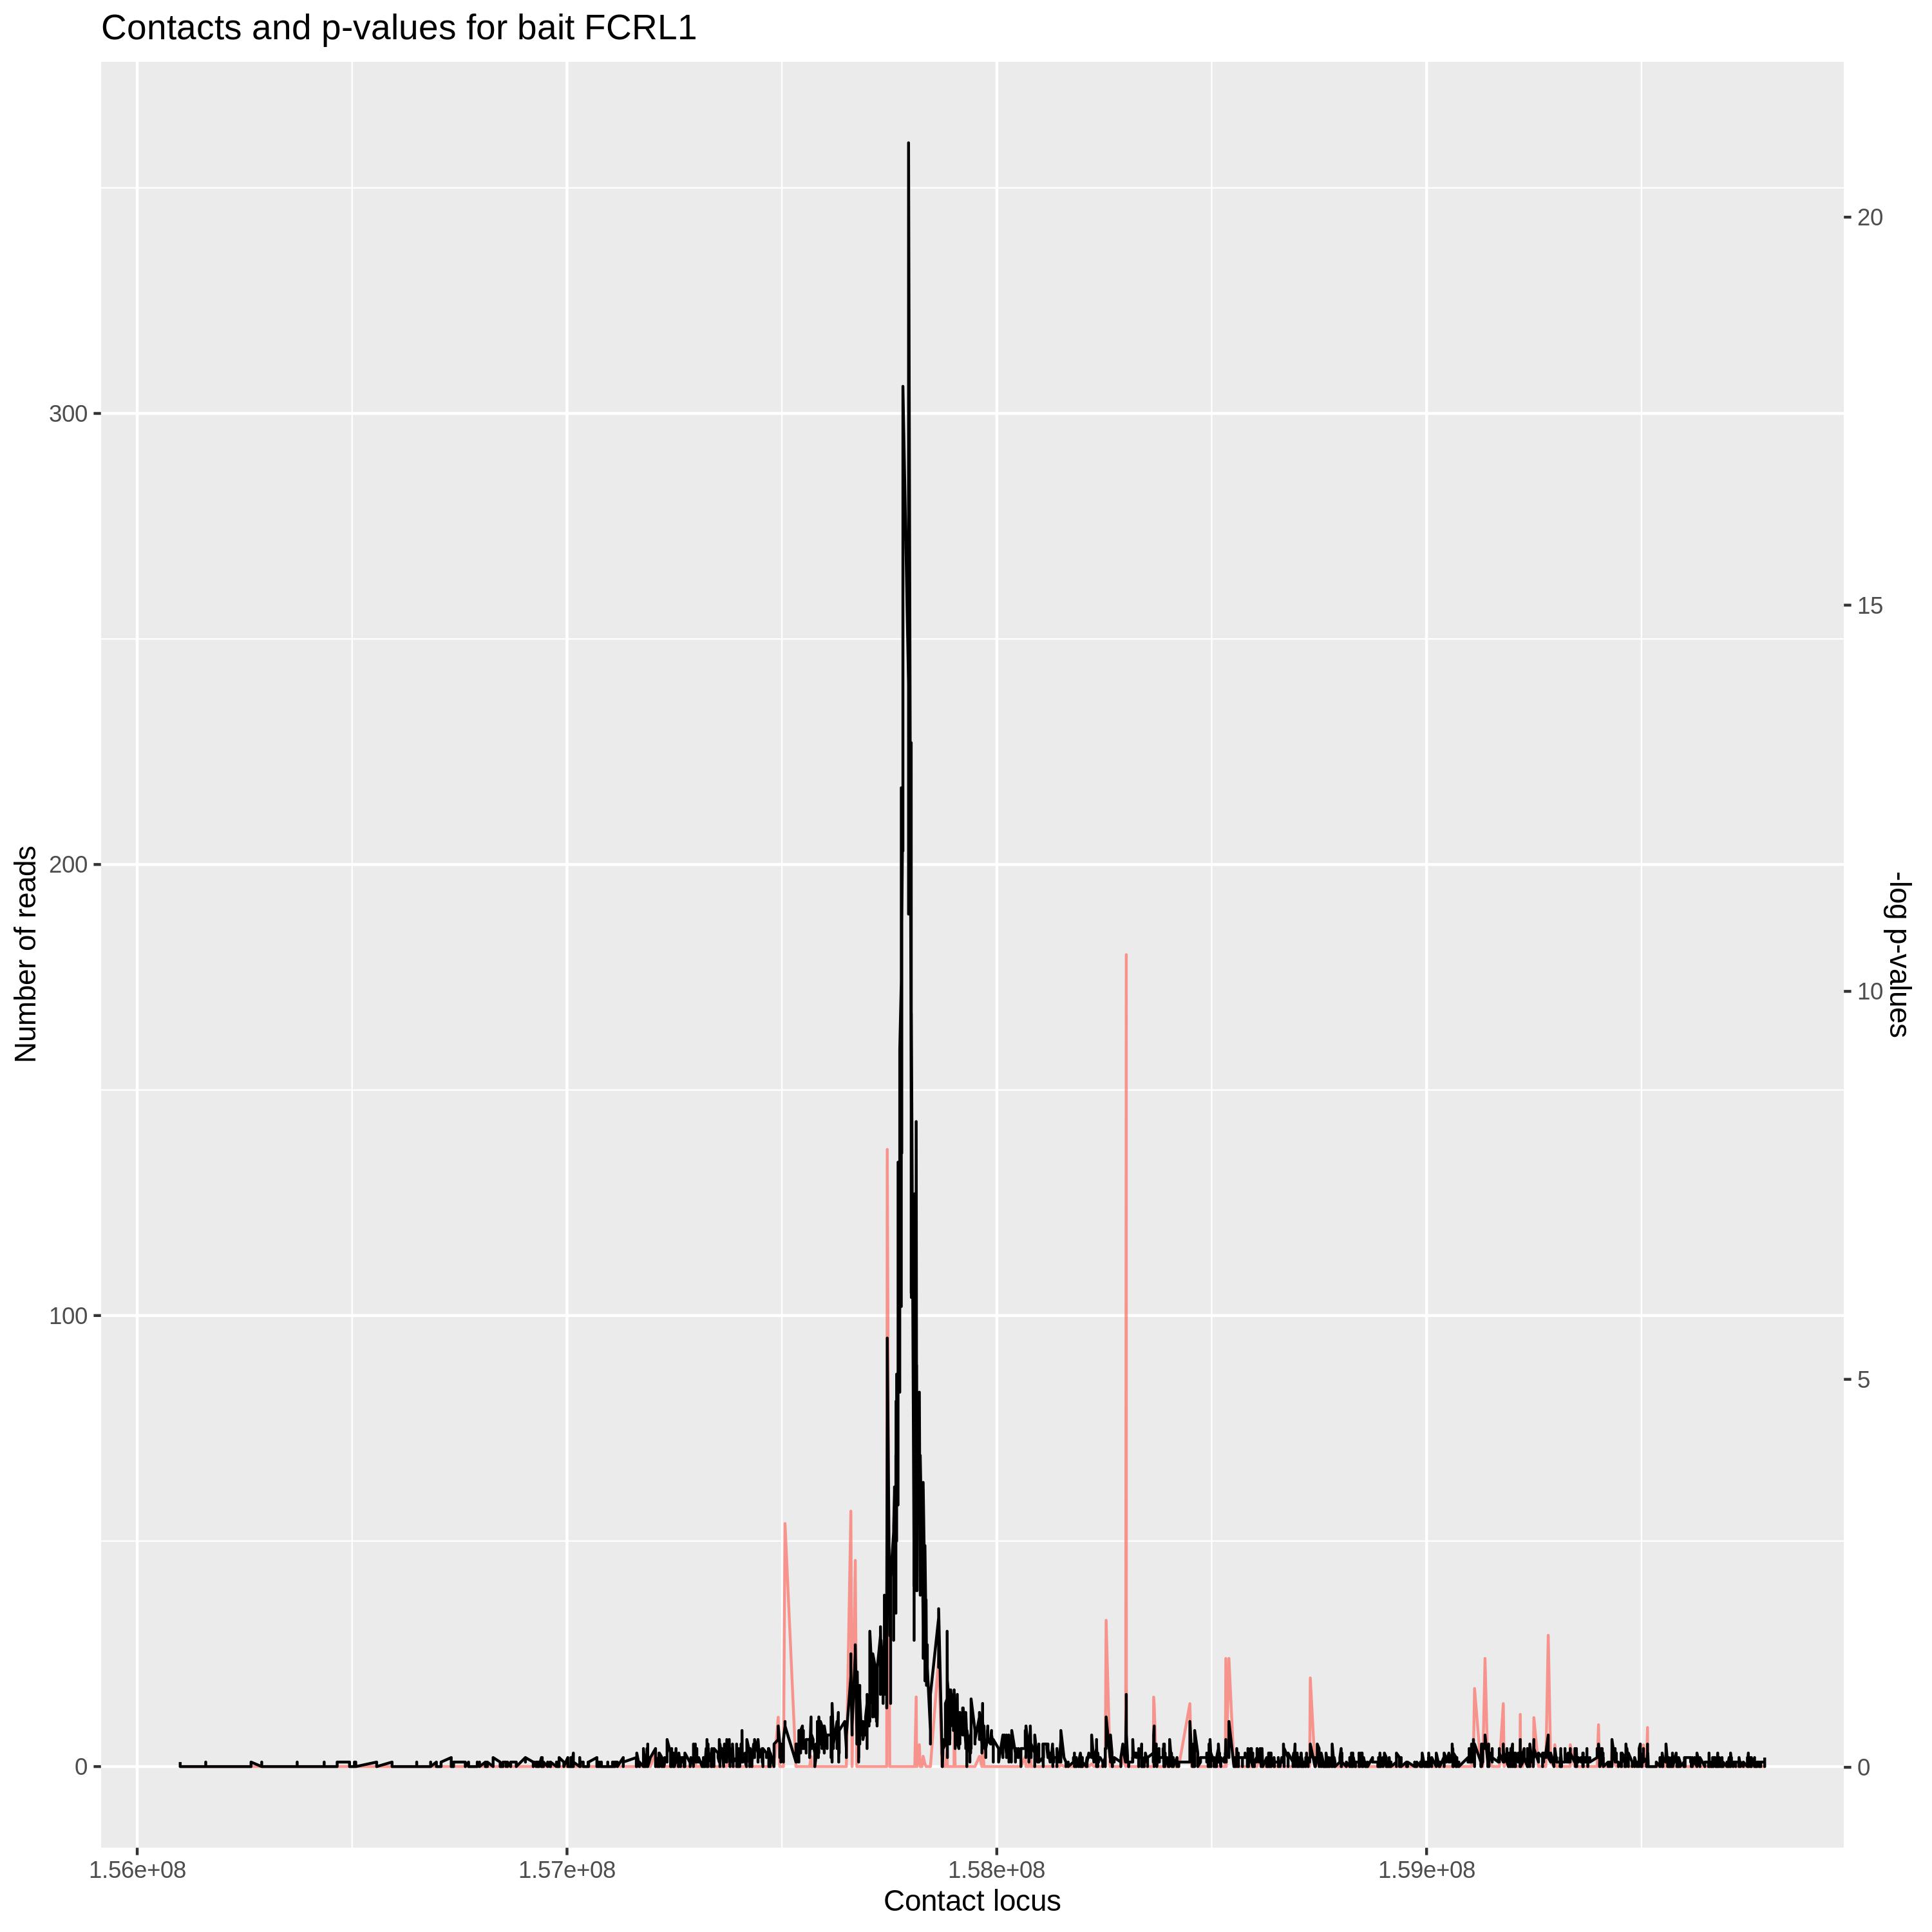 Contacts and p-values for bait FCRL1
Number of reads
300
200
100
0
20
15
10
5
0
-log p-values
1.56e+08
1.57e+08
1.58e+08
1.59e+08
Contact locus